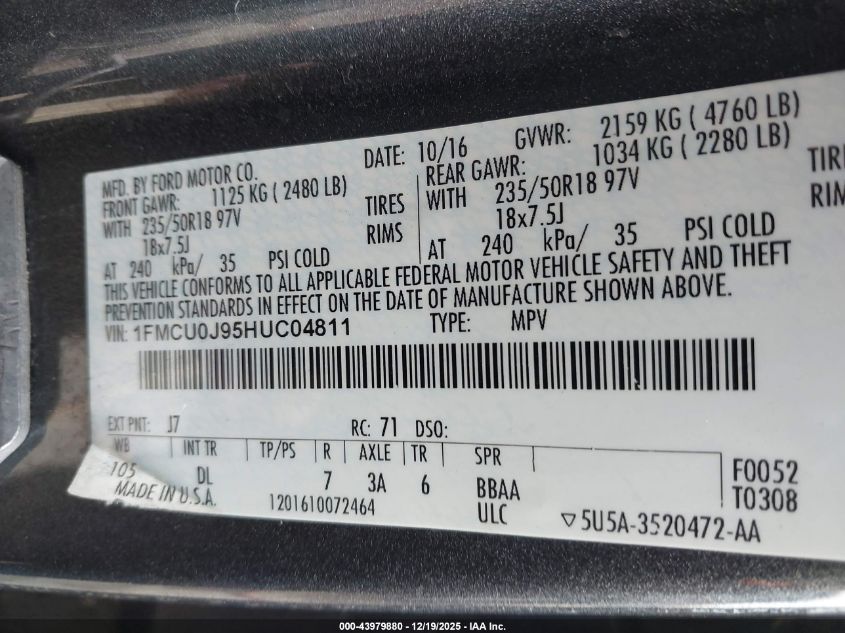 MFD. BY FORD MOTOR CO. DATE: 10/16 GVWR: 2159 KG ( 4760 LB)
FRONT GAWR: 1125 KG ( 2480 LB) REAR GAWR: 1034 KG ( 2280 LB)
WITH 235/50R18 97V TIRES WITH 235/50R18 97V TIRE
18x7.5J RIMS 18x7.5J RIMS
AT 240 kPa/ 35 PSI COLD AT 240 kPa/ 35 PSI COLD
THIS VEHICLE CONFORMS TO ALL APPLICABLE FEDERAL MOTOR VEHICLE SAFETY AND THEFT
PREVENTION STANDARDS IN EFFECT ON THE DATE OF MANUFACTURE SHOWN ABOVE.
VIN: 1FMCU0J95HUC04811 TYPE: MPV
EXT PNT: J7 RC: 71 DSO:
WB INT TR TP/PS R AXLE TR SPR
105 DL 7 3A 6 BBAA F0052
MADE IN U.S.A. 1201610072464 ULC T0308
▽5U5A-3520472-AA
000-43979880 - 12/19/2025 - IAA Inc.